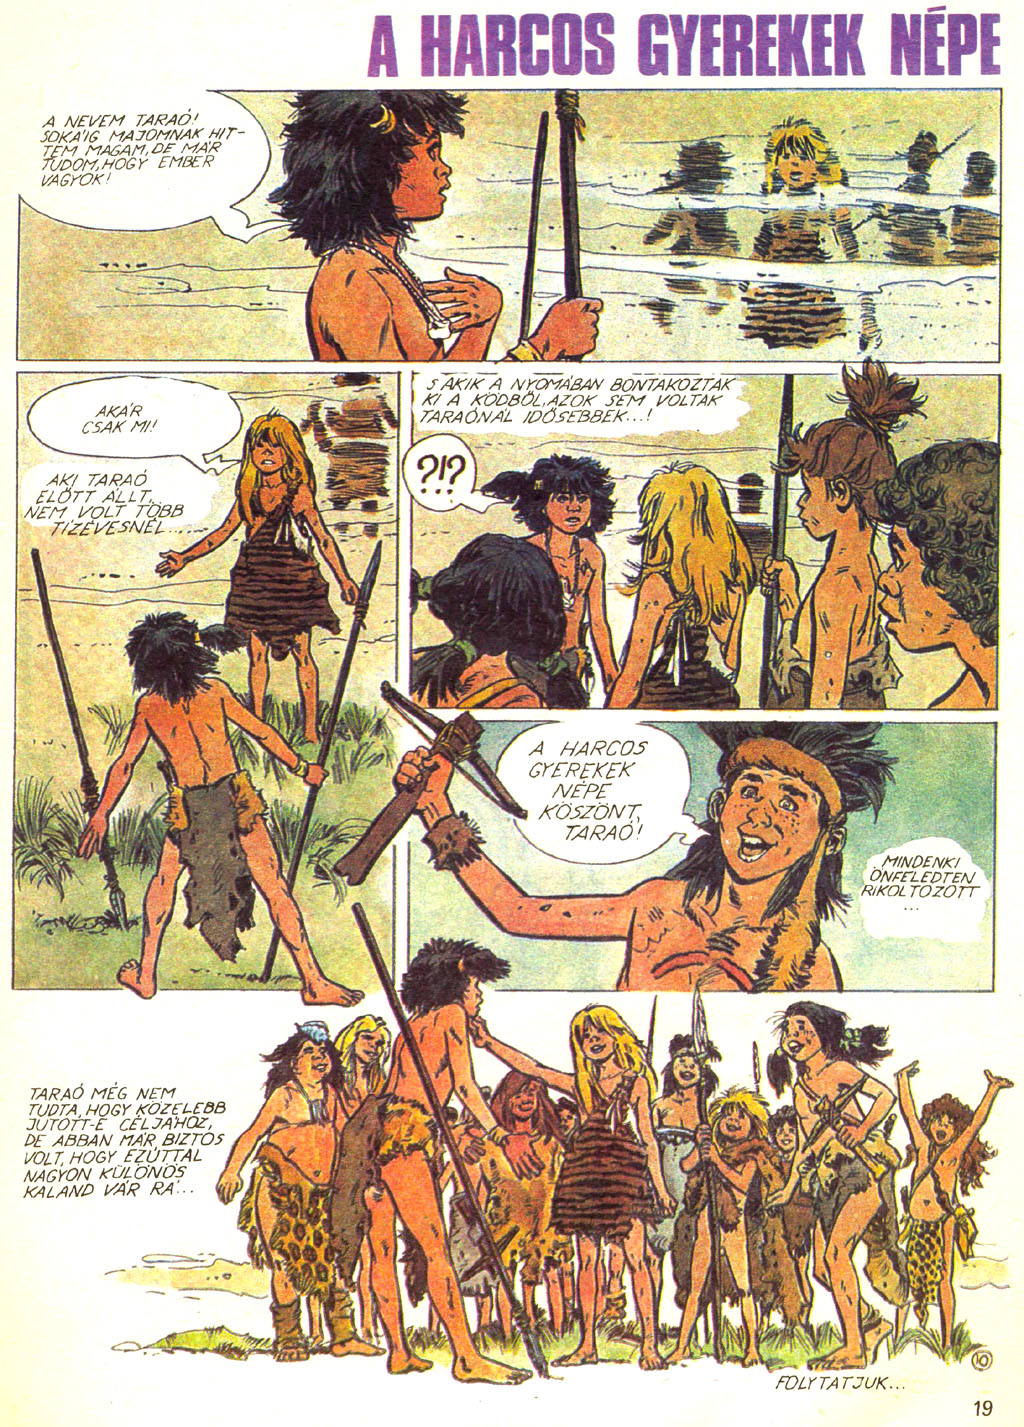 A HARCOS GYEREKEK NÉPE
A NEVEM TARAÓ!
SOKÁIG MAJOMNAK HIT-
TEM MAGAM, DE MÁR
TUDOM, HOGY EMBER
VAGYOK!
AKÁR
CSAK MI!
AKI TARAÓ
ELŐTT ÁLLT,
NEM VOLT TÖBB
TIZÉVESNÉL.....
S AKIK A NYOMÁBAN BONTAKOZTAK
KI A KÖDBŐL, AZOK SEM VOLTAK
TARAÓNÁL IDŐSEBBEK...!
?!?
A HARCOS
GYEREKEK
NÉPE
KÖSZÖNT,
TARAÓ!
MINDENKI
ÖNFELEDTEN
RIKOLTOZOTT
...
TARAÓ MÉG NEM
TUDTA, HOGY KÖZELEBB
JUTOTT-E CÉLJÁHOZ,
DE ABBAN MÁR BIZTOS
VOLT, HOGY EZÚTTAL
NAGYON KÜLÖNÖS
KALAND VÁR RÁ...
10
FOLYTATJUK...
19